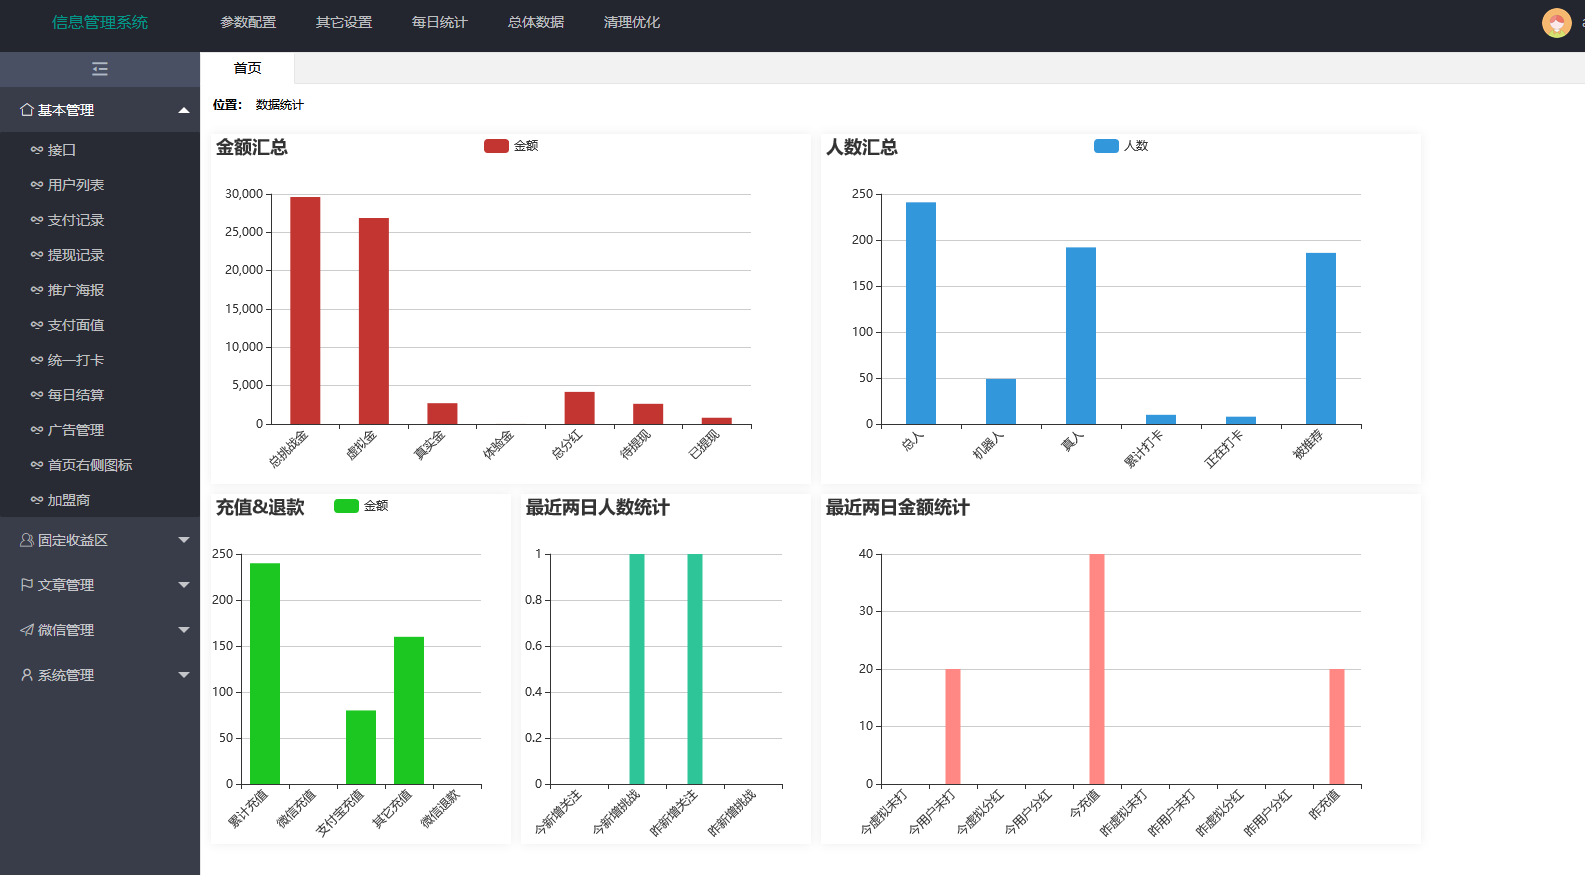 信息管理系统
参数配置 其它设置 每日统计 总体数据 清理优化
首页
位置： 数据统计
基本管理
接口
用户列表
支付记录
提现记录
推广海报
支付面值
统一打卡
每日结算
广告管理
首页右侧图标
加盟商
固定收益区
文章管理
微信管理
系统管理
金额汇总
金额
30,000
25,000
20,000
15,000
10,000
5,000
0
总挑战金 虚拟金 真实金 体验金 总分红 待提现 已提现
人数汇总
人数
250
200
150
100
50
0
总人 机器人 真人 累计打卡 正在打卡 被推荐
充值&退款
金额
250
200
150
100
50
0
累计充值 微信充值 支付宝充值 其它充值 微信退款
最近两日人数统计
1
0.8
0.6
0.4
0.2
0
今新增关注 今新增挑战 昨新增关注 昨新增挑战
最近两日金额统计
40
30
20
10
0
今虚拟未打 今用户未打 今虚拟分红 今用户分红 今充值 昨虚拟未打 昨用户未打 昨虚拟分红 昨用户分红 昨充值